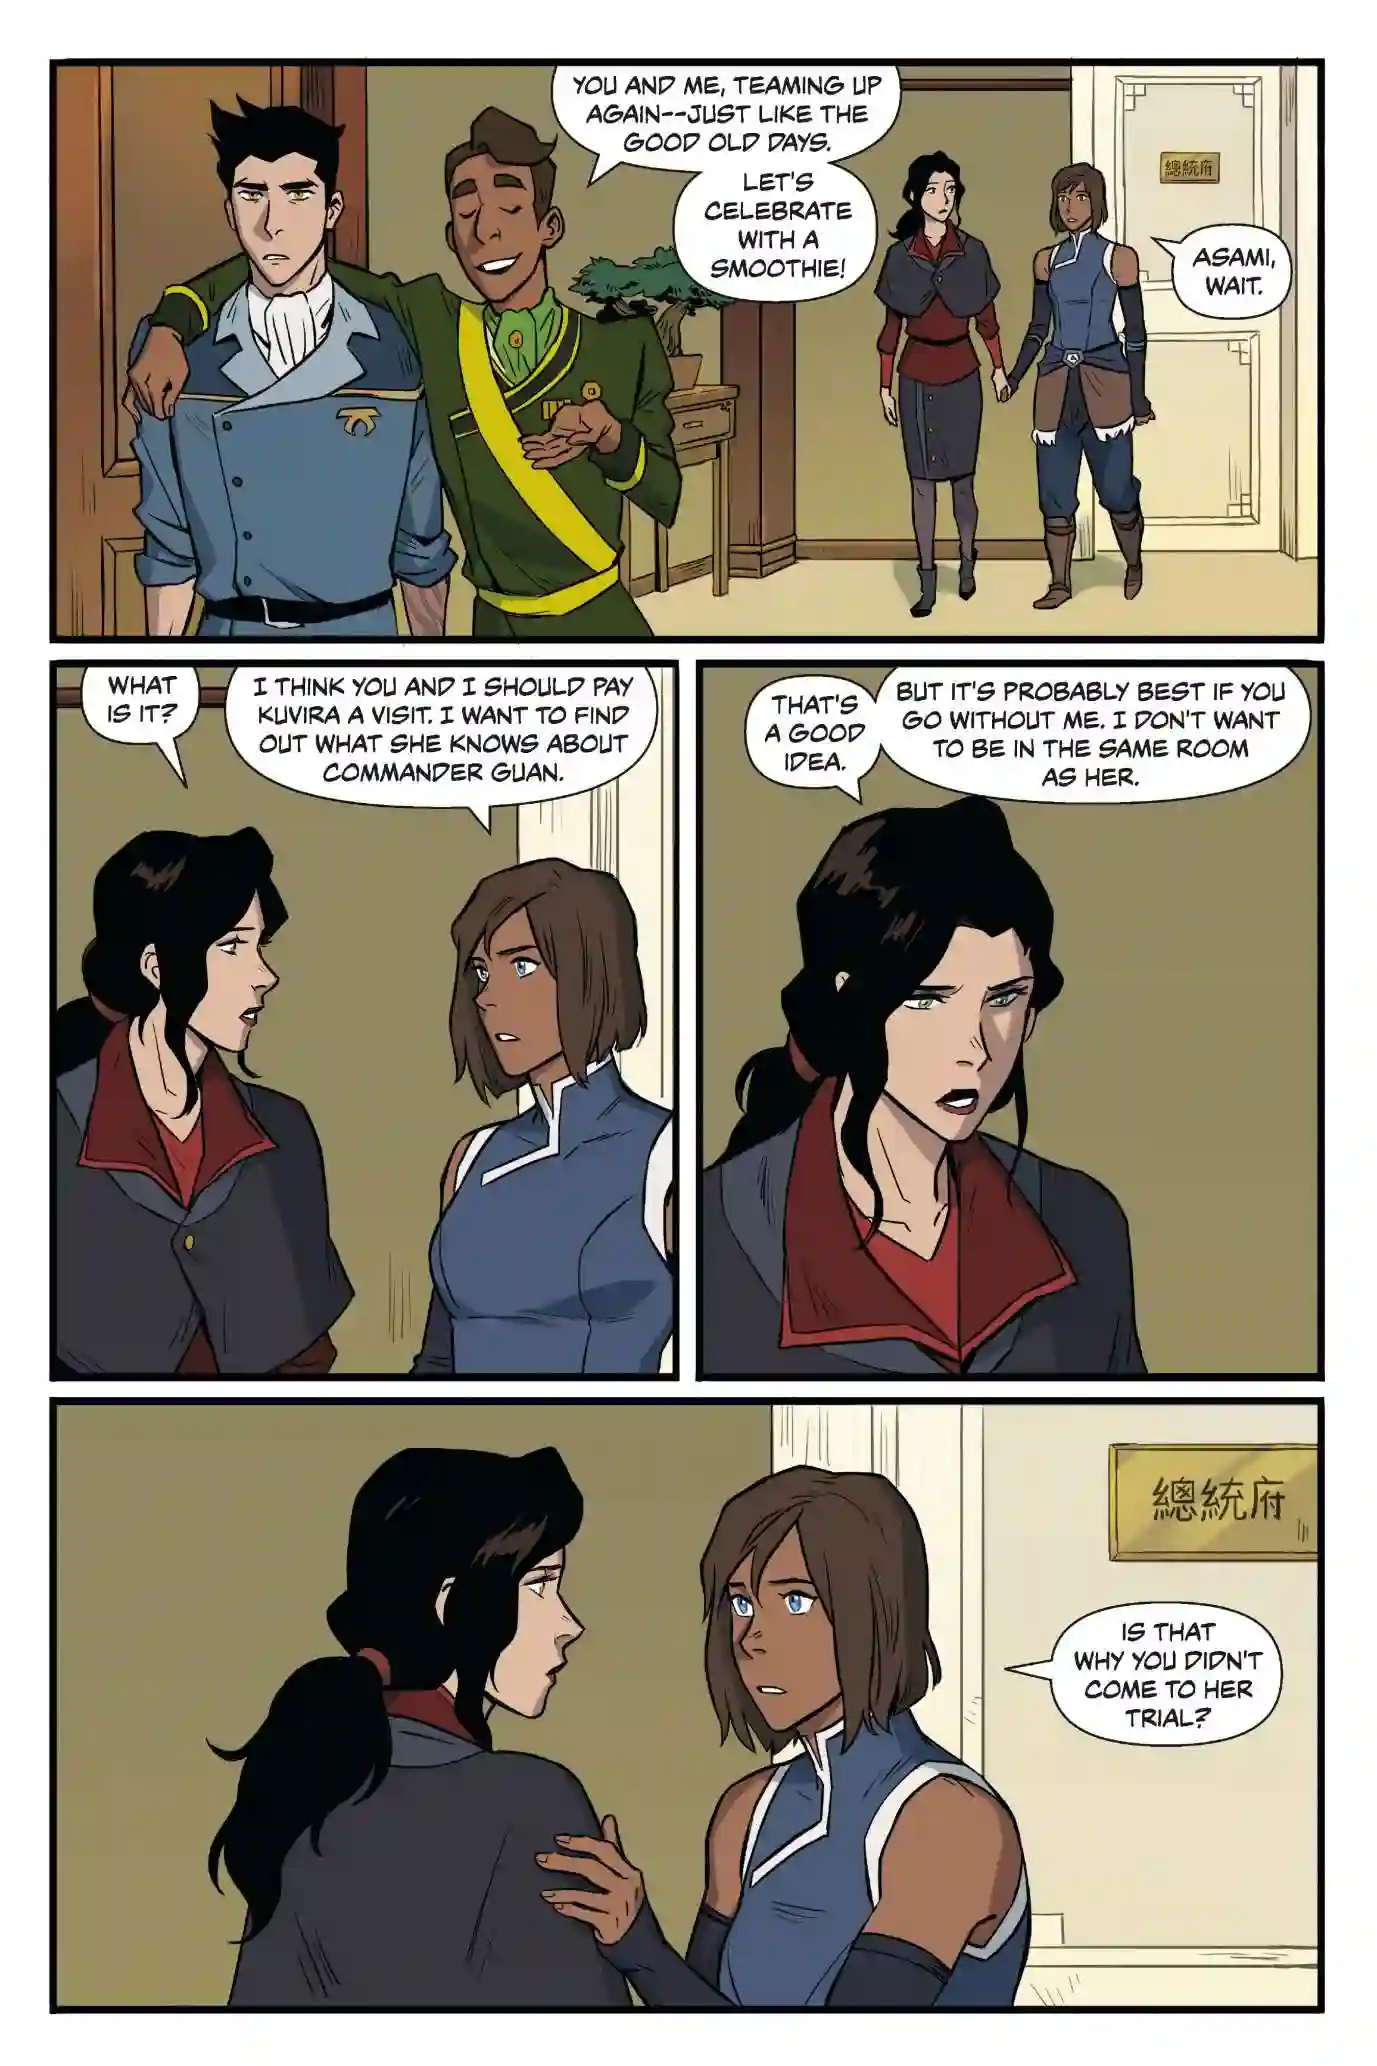 YOU AND ME, TEAMING UP
AGAIN--JUST LIKE THE
GOOD OLD DAYS.
LET'S
CELEBRATE
WITH A
SMOOTHIE!
總統府
ASAMI,
WAIT.
WHAT
IS IT?
I THINK YOU AND I SHOULD PAY
KUVIRA A VISIT. I WANT TO FIND
OUT WHAT SHE KNOWS ABOUT
COMMANDER GUAN.
THAT'S
A GOOD
IDEA.
BUT IT'S PROBABLY BEST IF YOU
GO WITHOUT ME. I DON'T WANT
TO BE IN THE SAME ROOM
AS HER.
總統府
IS THAT
WHY YOU DIDN'T
COME TO HER
TRIAL?